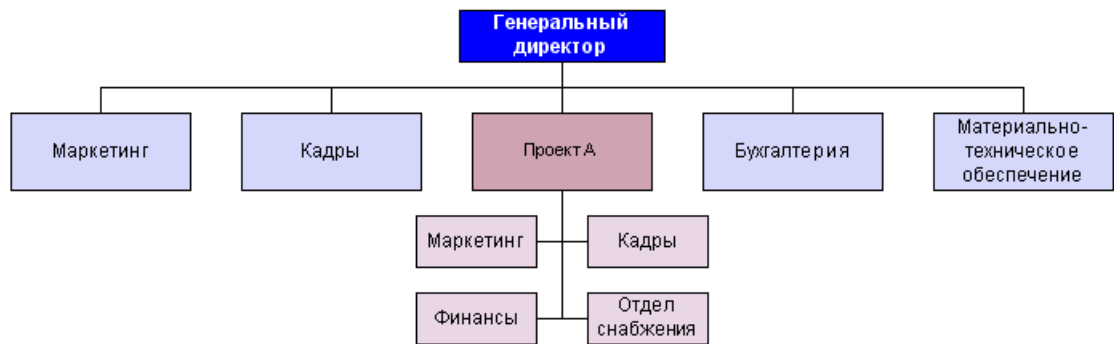 Генеральный
директор
Маркетинг
Кадры
Проект А
Бухгалтерия
Материально-
техническое
обеспечение
Маркетинг
Кадры
Финансы
Отдел
снабжения